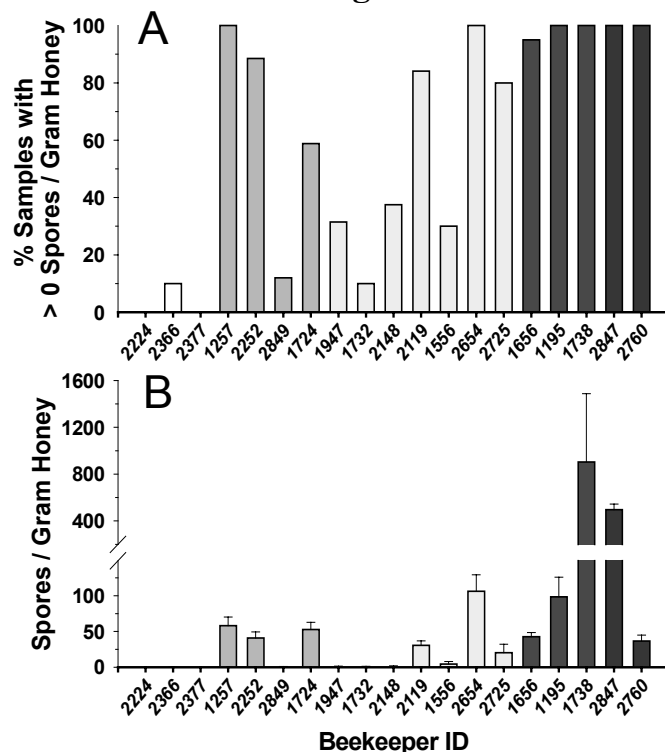 g
A
% Samples with
> 0 Spores / Gram Honey
100
80
60
40
20
0
2224 2366 2377 1257 2252 2849 1724 1947 1732 2148 2119 1556 2654 2725 1656 1195 1738 2847 2760
B
Spores / Gram Honey
1600
1200
800
400
100
50
0
2224 2366 2377 1257 2252 2849 1724 1947 1732 2148 2119 1556 2654 2725 1656 1195 1738 2847 2760
Beekeeper ID